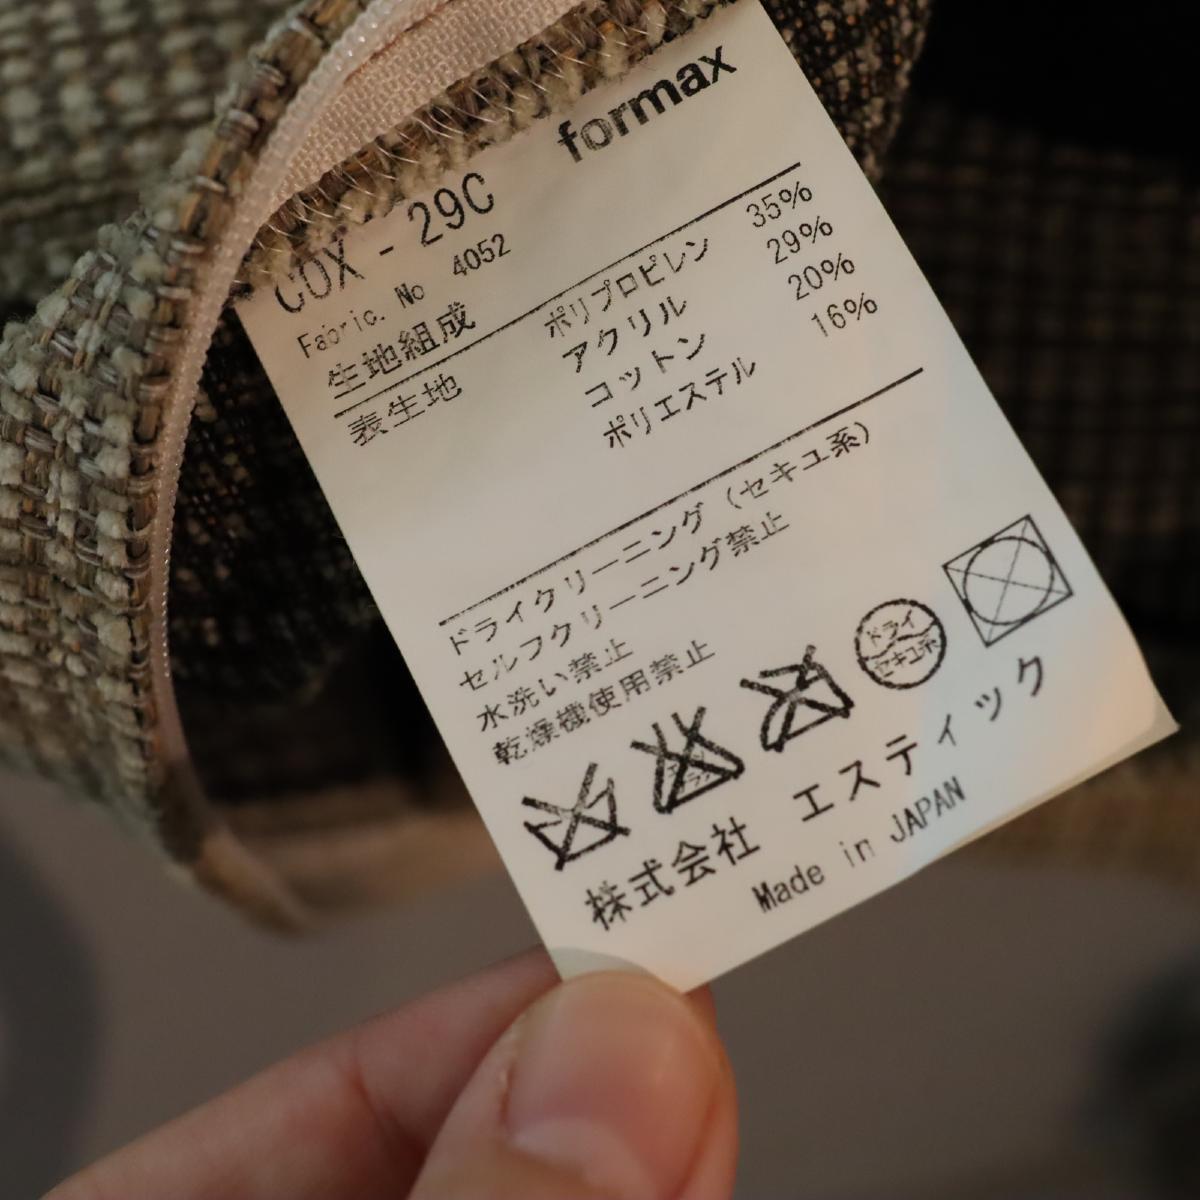 formax
COX - 29C
Fabric. No 4052
生地組成
表生地 ポリプロピレン 35%
アクリル 29%
コットン 20%
ポリエステル 16%
ドライクリーニング（セキユ系）
セルフクリーニング禁止
水洗い禁止
乾燥機使用禁止
ドライ
セキユ系
株式会社 エスティック
Made in JAPAN